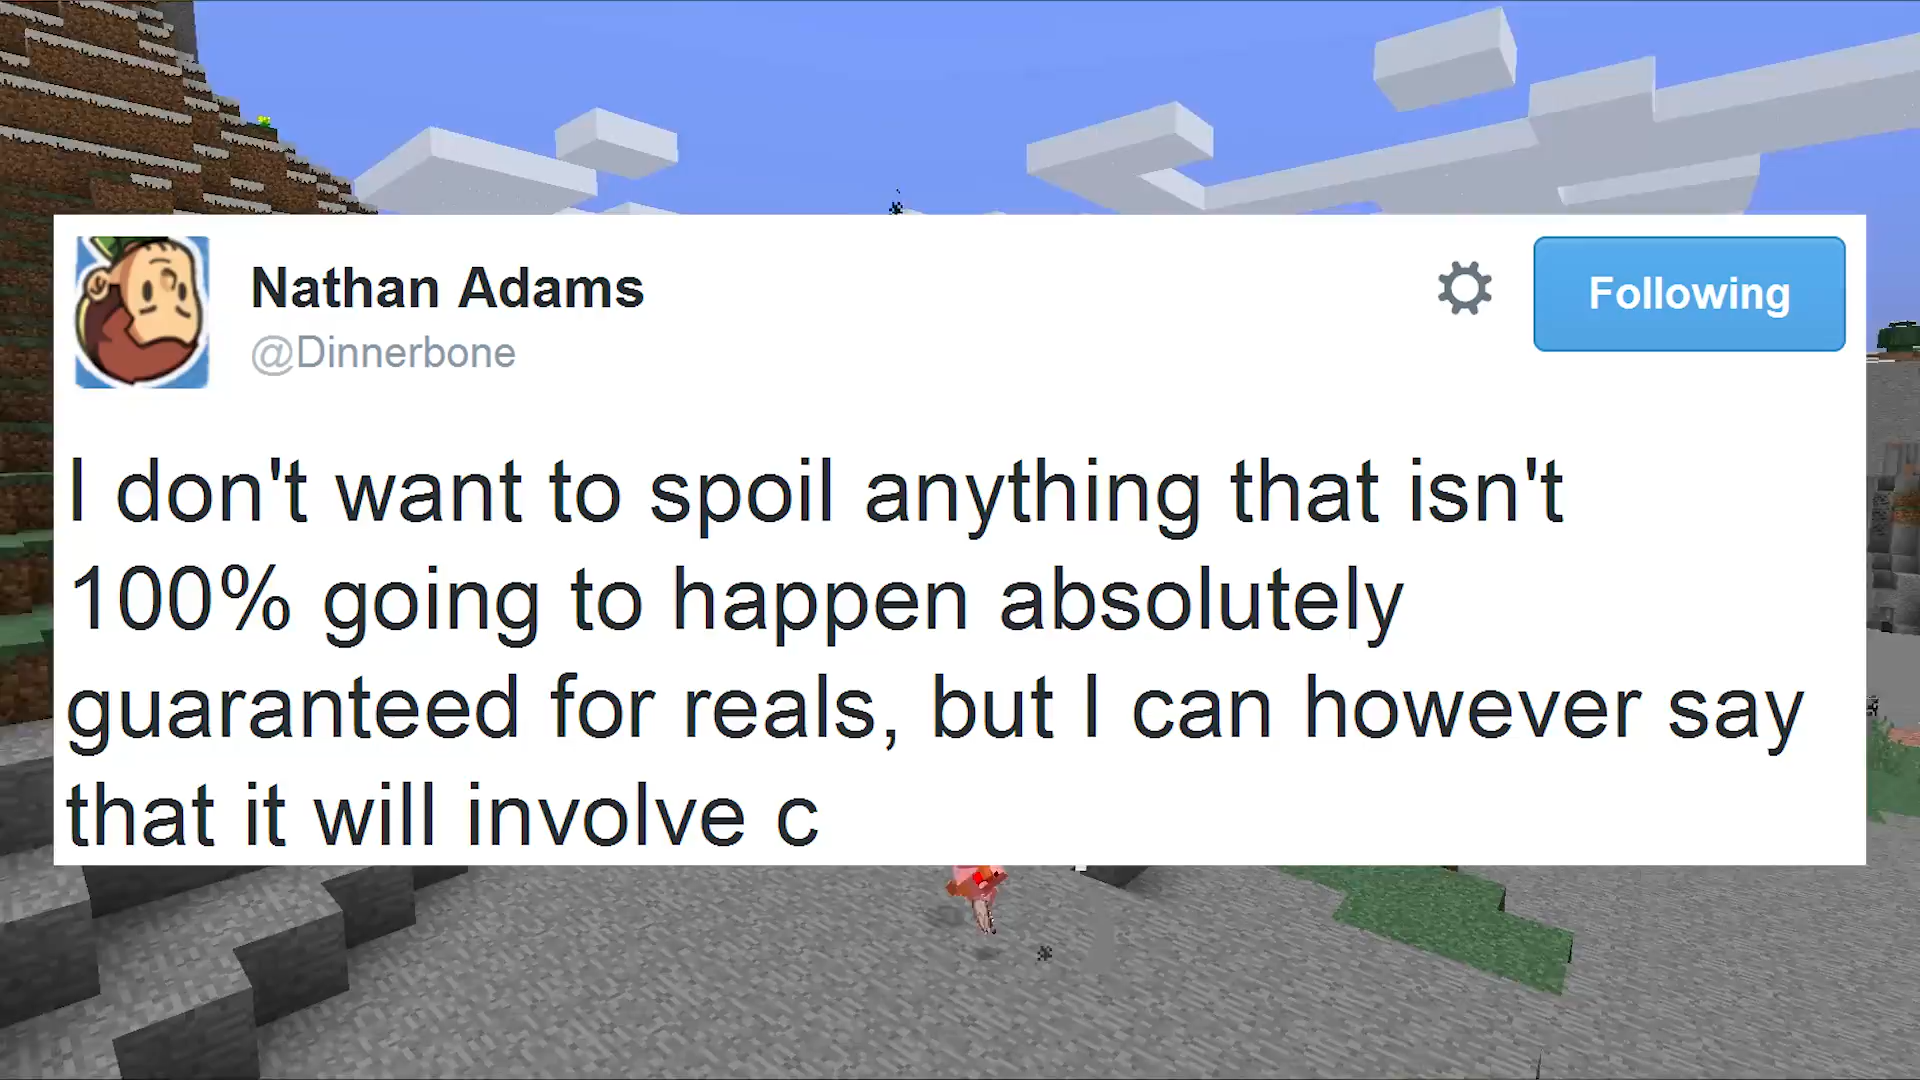 Nathan Adams
@Dinnerbone
Following
I don't want to spoil anything that isn't
100% going to happen absolutely
guaranteed for reals, but I can however say
that it will involve c